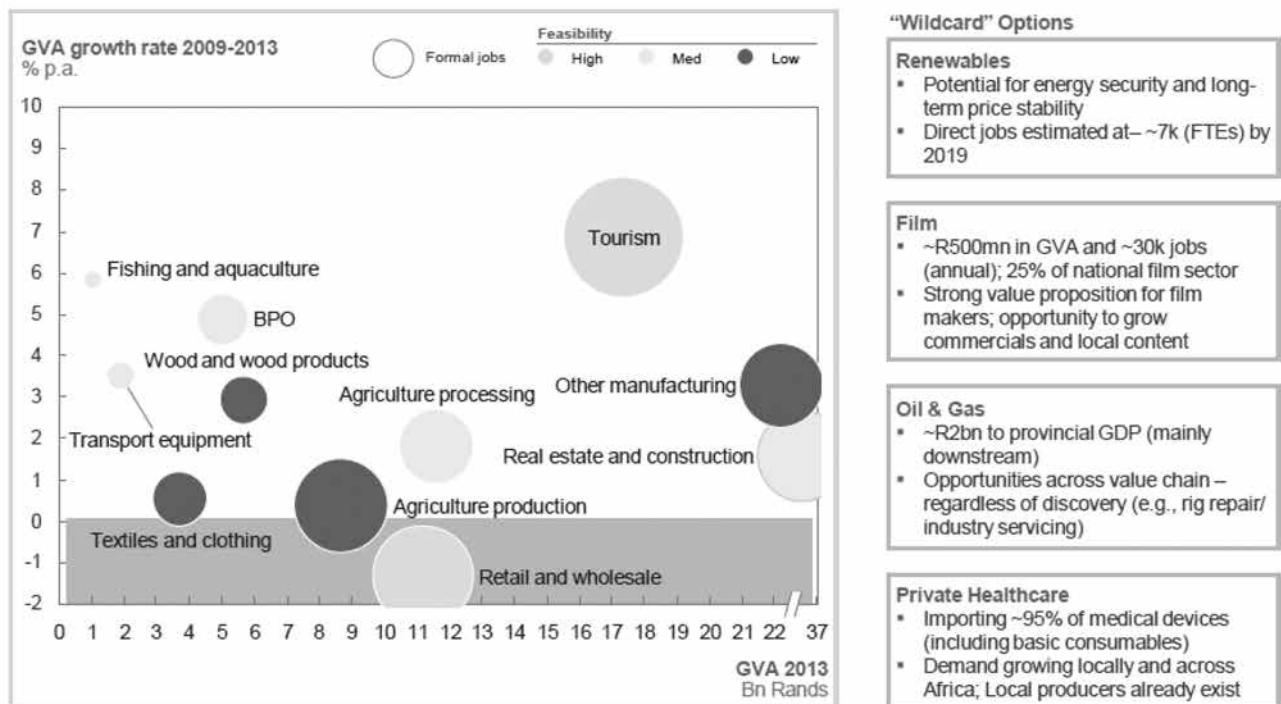 GVA growth rate 2009-2013
% p.a.
Formal jobs
Feasibility
High
Med
Low
10
9
8
7
6
5
4
3
2
1
0
-1
-2
Tourism
Fishing and aquaculture
BPO
Wood and wood products
Other manufacturing
Agriculture processing
Transport equipment
Real estate and construction
Agriculture production
Textiles and clothing
Retail and wholesale
0 1 2 3 4 5 6 7 8 9 10 11 12 13 14 15 16 17 18 19 20 21 22 37
GVA 2013
Bn Rands
“Wildcard” Options
Renewables
▪ Potential for energy security and long-
term price stability
▪ Direct jobs estimated at– ~7k (FTEs) by
2019
Film
▪ ~R500mn in GVA and ~30k jobs
(annual); 25% of national film sector
▪ Strong value proposition for film
makers; opportunity to grow
commercials and local content
Oil & Gas
▪ ~R2bn to provincial GDP (mainly
downstream)
▪ Opportunities across value chain –
regardless of discovery (e.g., rig repair/
industry servicing)
Private Healthcare
▪ Importing ~95% of medical devices
(including basic consumables)
▪ Demand growing locally and across
Africa; Local producers already exist